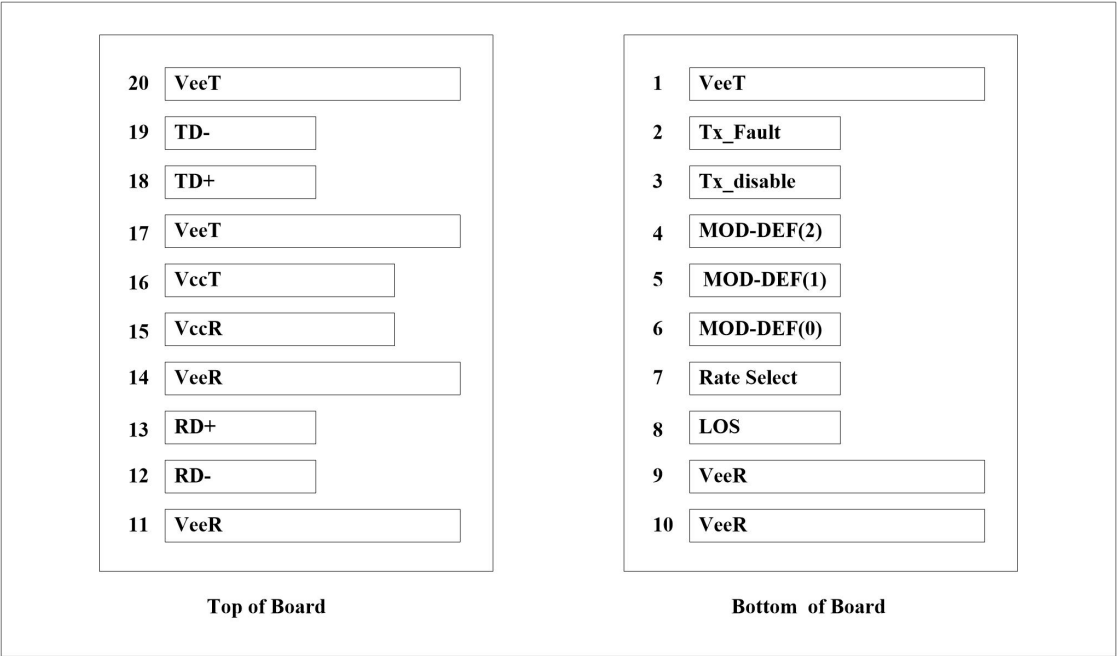 20 VeeT
19 TD-
18 TD+
17 VeeT
16 VccT
15 VccR
14 VeeR
13 RD+
12 RD-
11 VeeR
Top of Board
1 VeeT
2 Tx_Fault
3 Tx_disable
4 MOD-DEF(2)
5 MOD-DEF(1)
6 MOD-DEF(0)
7 Rate Select
8 LOS
9 VeeR
10 VeeR
Bottom of Board